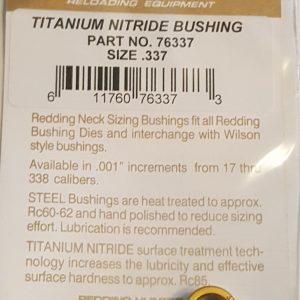 RELOADING EQUIPMENT
TITANIUM NITRIDE BUSHING
PART NO. 76337
SIZE .337
6 11760 76337 3
Redding Neck Sizing Bushings fit all Redding
Bushing Dies and interchange with Wilson
style bushings.
Available in .001" increments from 17 thru
338 calibers.
STEEL Bushings are heat treated to approx.
Rc60-62 and hand polished to reduce sizing
effort. Lubrication is recommended.
TITANIUM NITRIDE surface treatment tech-
nology increases the lubricity and effective
surface hardness to approx. Rc85.